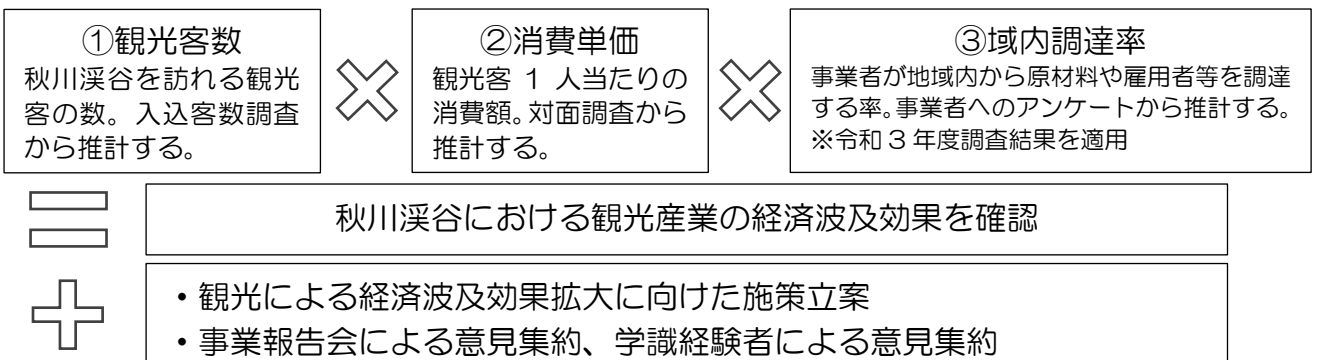 ①観光客数
秋川渓谷を訪れる観光
客の数。入込客数調査
から推計する。
②消費単価
観光客 1 人当たりの
消費額。対面調査から
推計する。
③域内調達率
事業者が地域内から原材料や雇用者等を調達
する率。事業者へのアンケートから推計する。
※令和 3 年度調査結果を適用
秋川渓谷における観光産業の経済波及効果を確認
・観光による経済波及効果拡大に向けた施策立案
・事業報告会による意見集約、学識経験者による意見集約